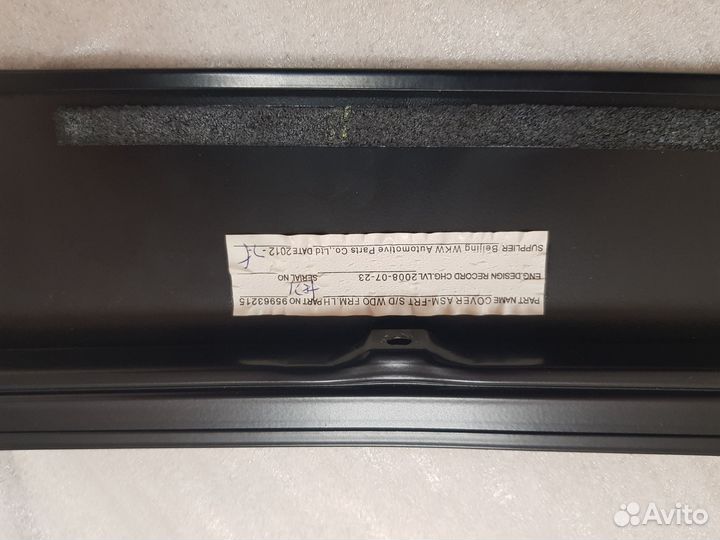 PART NAME COVER ASM-FRT S/D WDO FRM.LH PART NO 95963215
ENG.DESIGN RECORD CHG.LVL 2008-07-23 SERIAL NO
SUPPLIER Beijing WKW Automotive Parts Co.,Ltd DATE 2012-
Avito